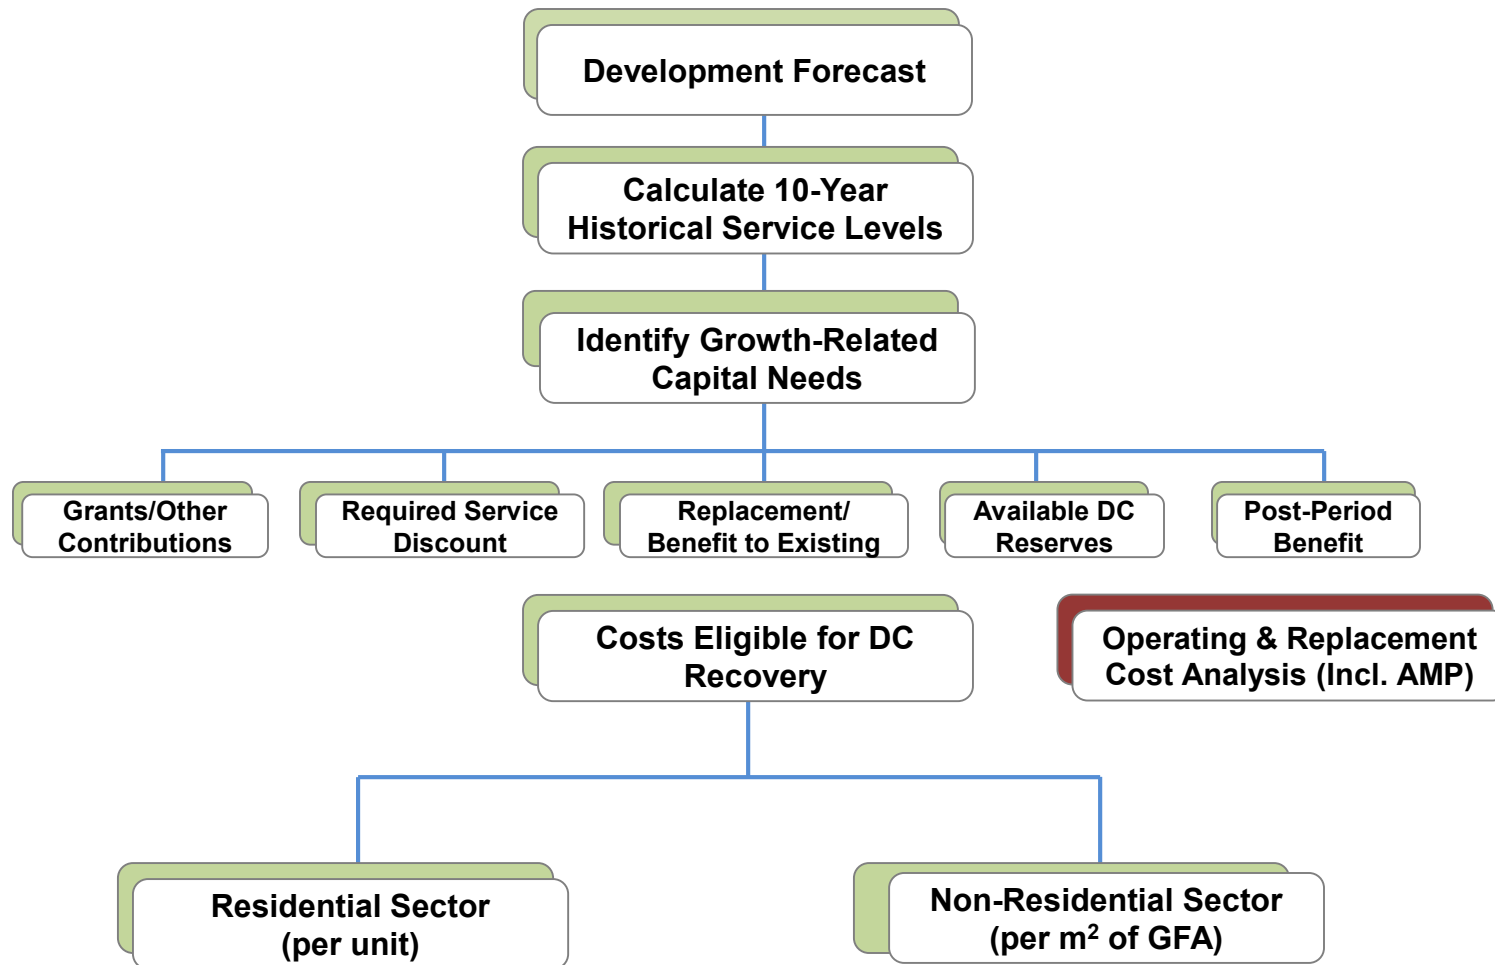 Development Forecast
Calculate 10-Year
Historical Service Levels
Identify Growth-Related
Capital Needs
Grants/Other
Contributions
Required Service
Discount
Replacement/
Benefit to Existing
Available DC
Reserves
Post-Period
Benefit
Costs Eligible for DC
Recovery
Operating & Replacement
Cost Analysis (Incl. AMP)
Residential Sector
(per unit)
Non-Residential Sector
(per m² of GFA)